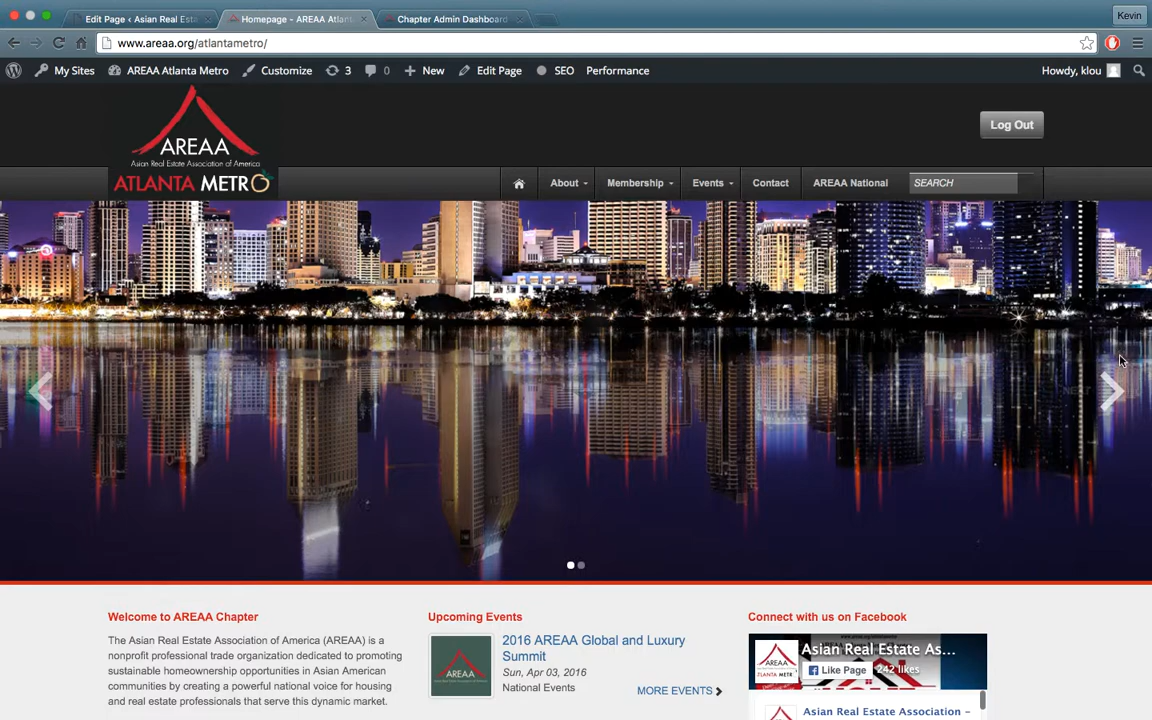 Edit Page ‹ Asian Real Esta
Homepage - AREAA Atlan
Chapter Admin Dashboard
Kevin
www.areaa.org/atlantametro/
My Sites
AREAA Atlanta Metro
Customize
3
0
New
Edit Page
SEO
Performance
Howdy, klou
AREAA
Asian Real Estate Association of America
ATLANTA METRO
Log Out
About
Membership
Events
Contact
AREAA National
SEARCH
Welcome to AREAA Chapter
The Asian Real Estate Association of America (AREAA) is a
nonprofit professional trade organization dedicated to promoting
sustainable homeownership opportunities in Asian American
communities by creating a powerful national voice for housing
and real estate professionals that serve this dynamic market.
Upcoming Events
AREAA
2016 AREAA Global and Luxury
Summit
Sun, Apr 03, 2016
National Events
MORE EVENTS
Connect with us on Facebook
Asian Real Estate As...
Like Page
242 likes
AREAA
Asian Real Estate Association -